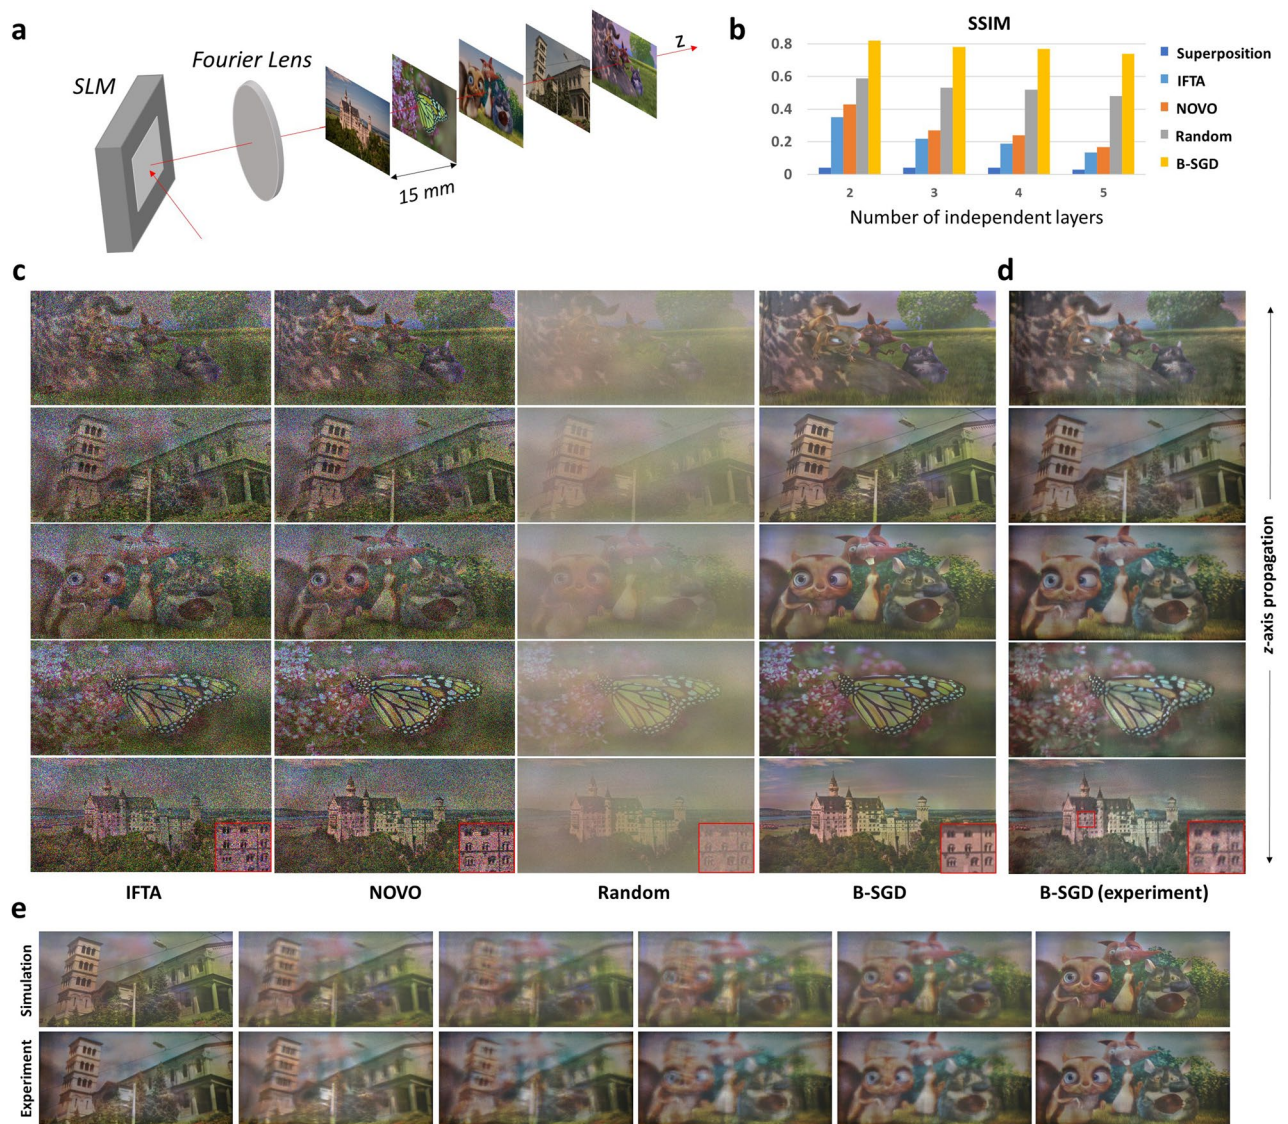 a
SLM
Fourier Lens
15 mm
z
b
SSIM
0.8
0.6
0.4
0.2
0
2 3 4 5
Number of independent layers
Superposition
IFTA
NOVO
Random
B-SGD
c
d
z-axis propagation
IFTA NOVO Random B-SGD B-SGD (experiment)
e
Simulation
Experiment